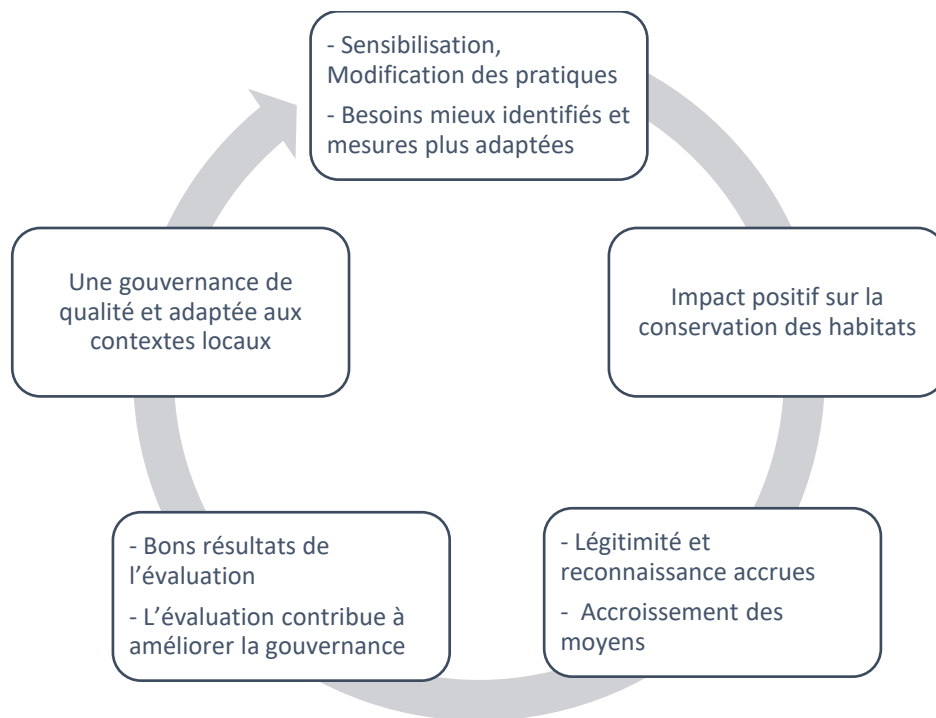 - Sensibilisation,
Modification des pratiques
- Besoins mieux identifiés et
mesures plus adaptées
Impact positif sur la
conservation des habitats
- Légitimité et
reconnaissance accrues
- Accroissement des
moyens
- Bons résultats de
l’évaluation
- L’évaluation contribue à
améliorer la gouvernance
Une gouvernance de
qualité et adaptée aux
contextes locaux